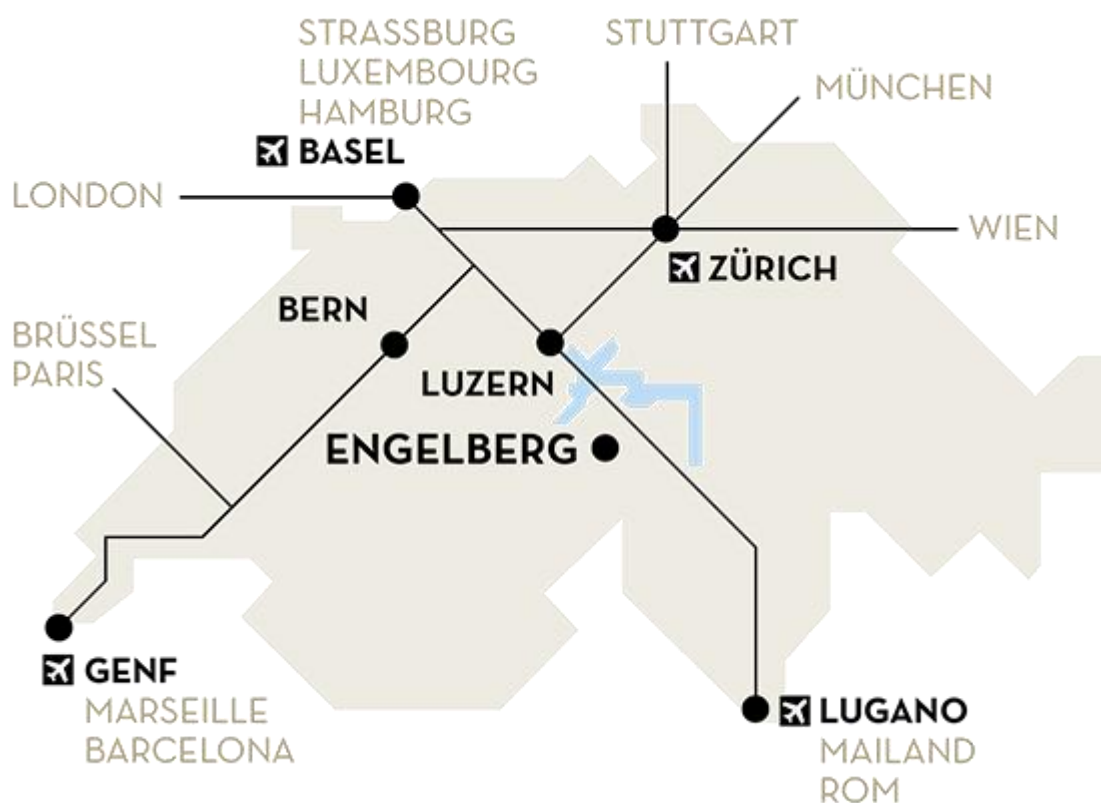 STRASSBURG
LUXEMBOURG
HAMBURG
BASEL
STUTTGART
MÜNCHEN
LONDON
WIEN
ZÜRICH
BERN
BRÜSSEL
PARIS
LUZERN
ENGELBERG
GENF
MARSEILLE
BARCELONA
LUGANO
MAILAND
ROM